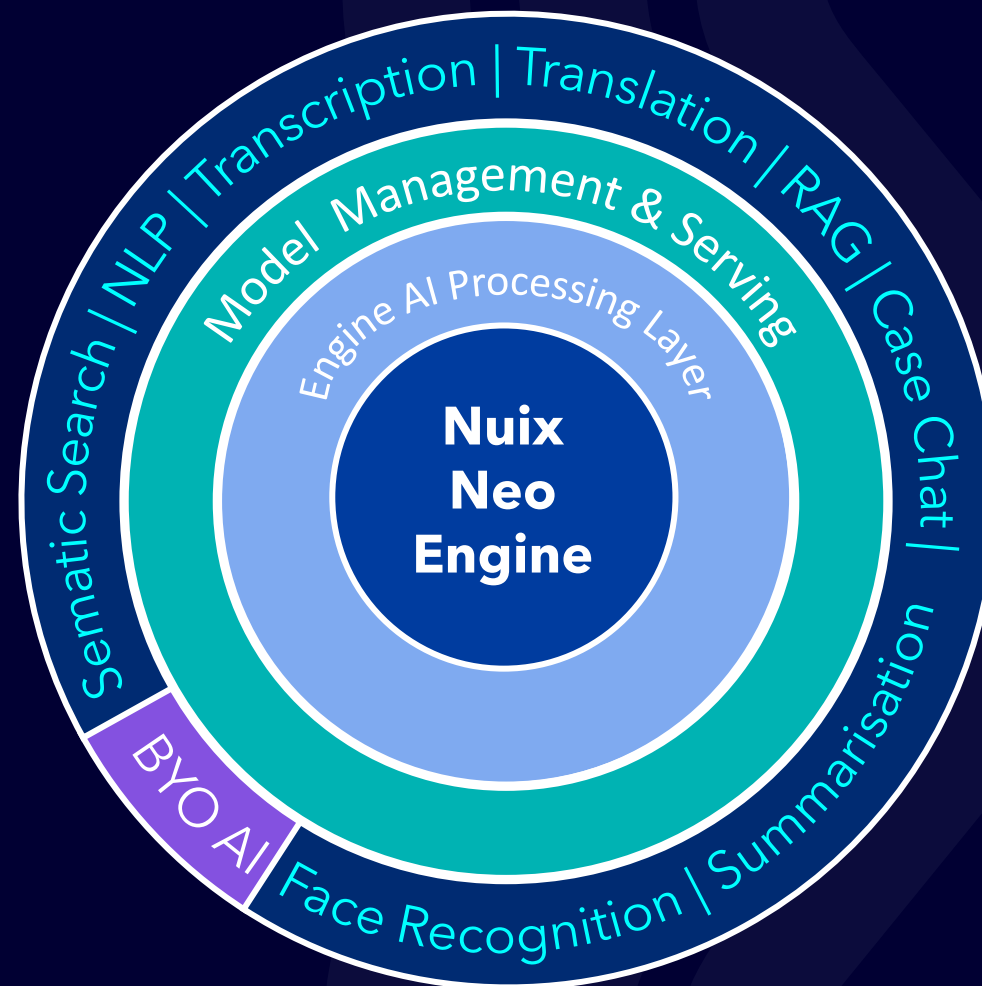 Sematic Search | NLP | Transcription | Translation | RAG | Case Chat |
Summarisation
Face Recognition |
BYO AI
Model Management & Serving
Engine AI Processing Layer
Nuix
Neo
Engine